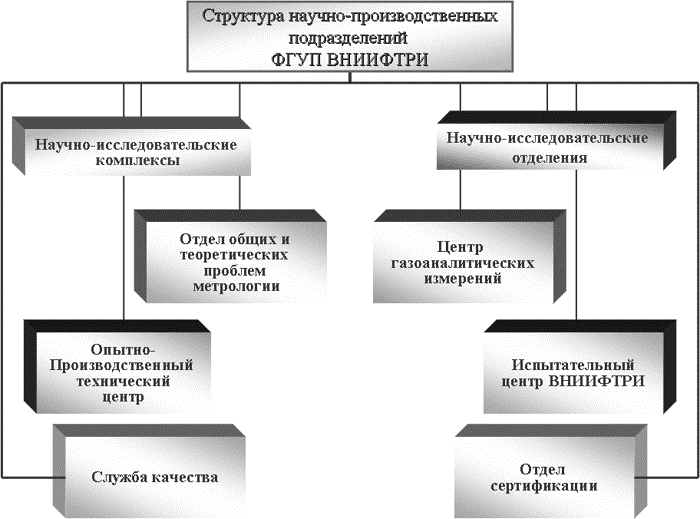 Структура научно-производственных
подразделений
ФГУП ВНИИФТРИ
Научно-исследовательские
комплексы
Научно-исследовательские
отделения
Отдел общих и
теоретических
проблем
метрологии
Центр
газоаналитических
измерений
Опытно-
Производственный
технический
центр
Испытательный
центр ВНИИФТРИ
Служба качества
Отдел
сертификации